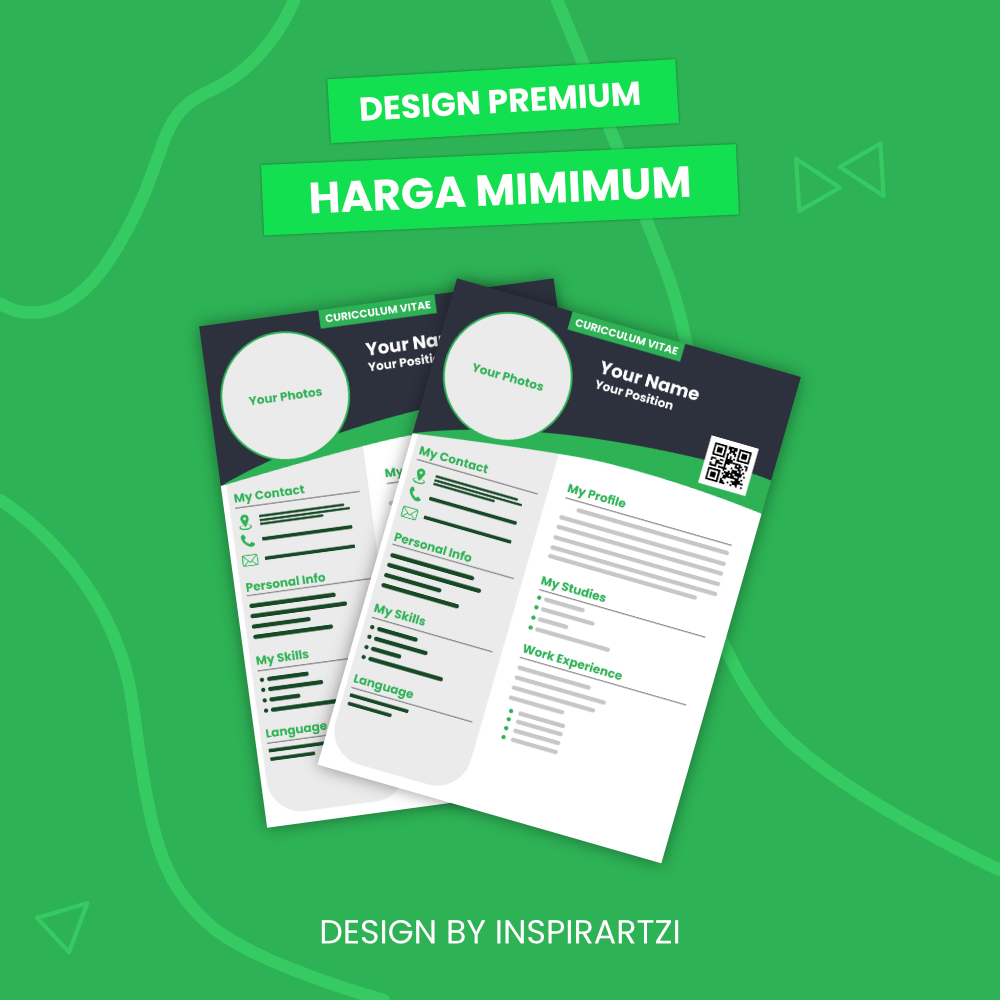 DESIGN PREMIUM
HARGA MIMIMUM
CURICCULUM VITAE
Your Photos
Your Na
Your Positi
My Contact
My
Personal Info
My Skills
Language
CURICCULUM VITAE
Your Photos
Your Name
Your Position
My Contact
Personal Info
My Skills
Language
My Profile
My Studies
Work Experience
DESIGN BY INSPIRARTZI